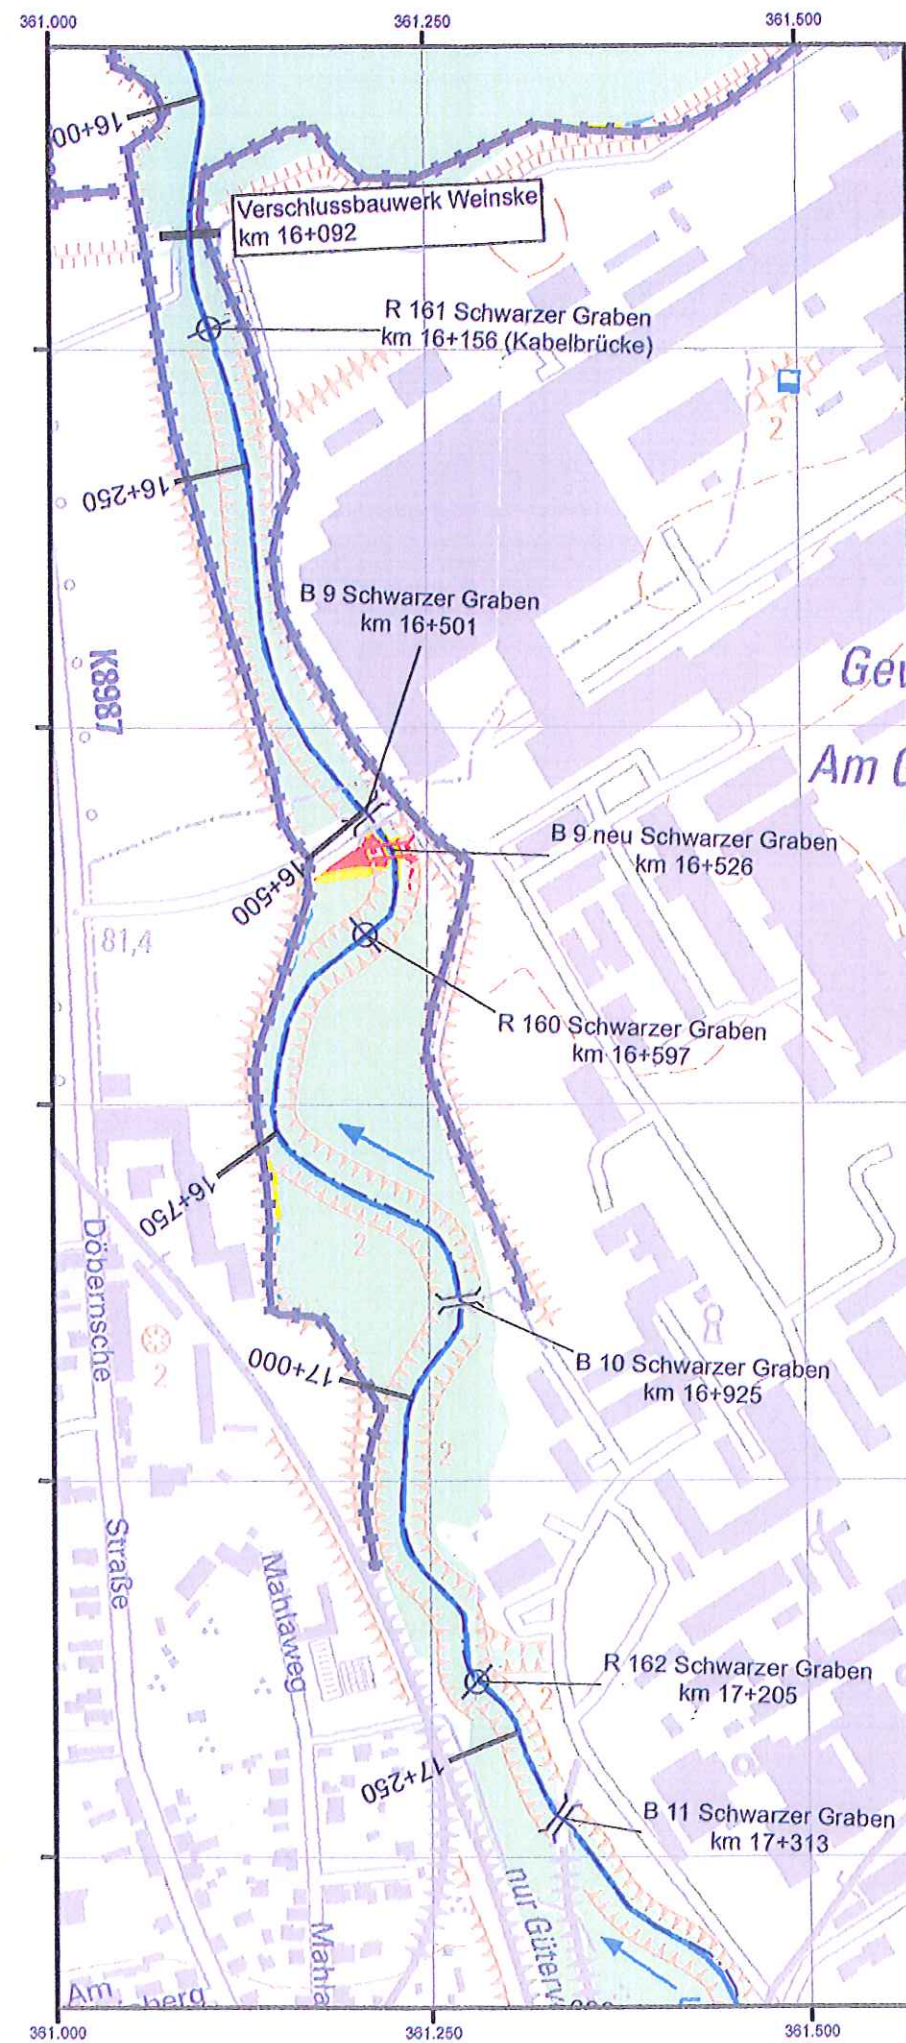 361.000
361.250
361.500
16+00
Verschlussbauwerk Weinske
km 16+092
R 161 Schwarzer Graben
km 16+156 (Kabelbrücke)
2
16+250
B 9 Schwarzer Graben
km 16+501
K8987
Am
B 9 neu Schwarzer Graben
km 16+526
16+500
81,4
R 160 Schwarzer Graben
km 16+597
16+750
2
Döbernsche
Straße
2
17+000
B 10 Schwarzer Graben
km 16+925
2
Mahlaweg
R 162 Schwarzer Graben
km 17+205
2
17+250
B 11 Schwarzer Graben
km 17+313
nur Güterv
Mahla
Am
berg
361.000
361.250
361.500